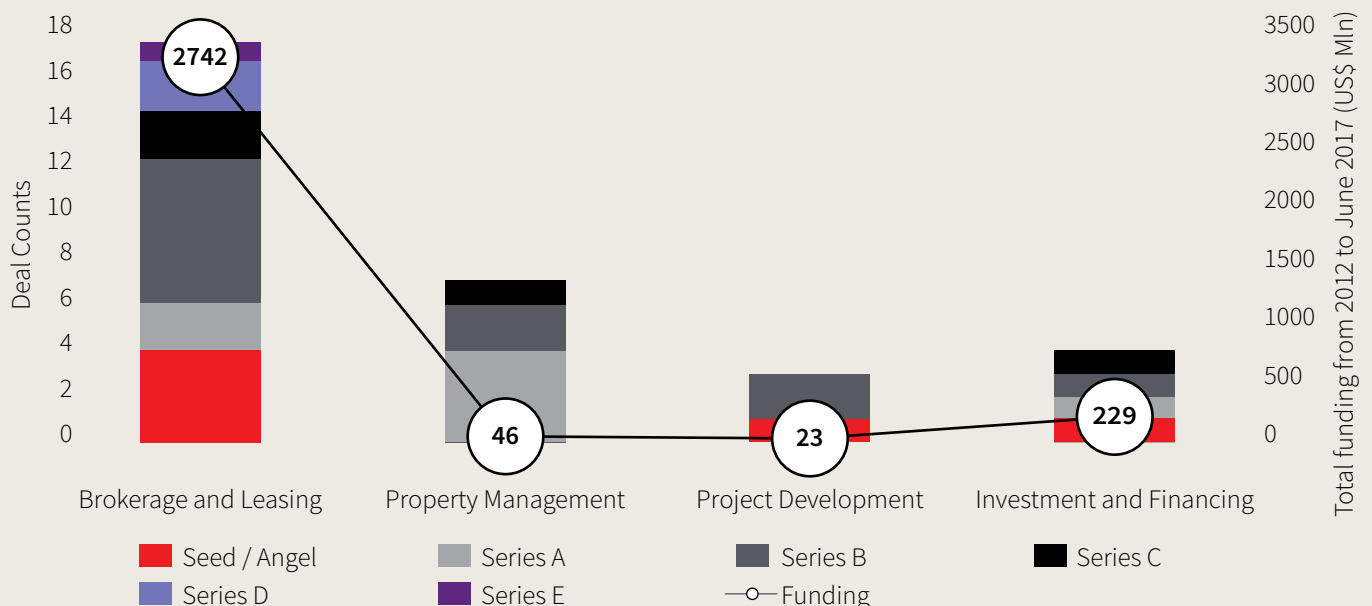 Deal Counts
18
16
14
12
10
8
6
4
2
0
2742
46
23
229
3500
3000
2500
2000
1500
1000
500
0
Total funding from 2012 to June 2017 (US$ Mln)
Brokerage and Leasing
Property Management
Project Development
Investment and Financing
Seed / Angel
Series A
Series B
Series C
Series D
Series E
Funding